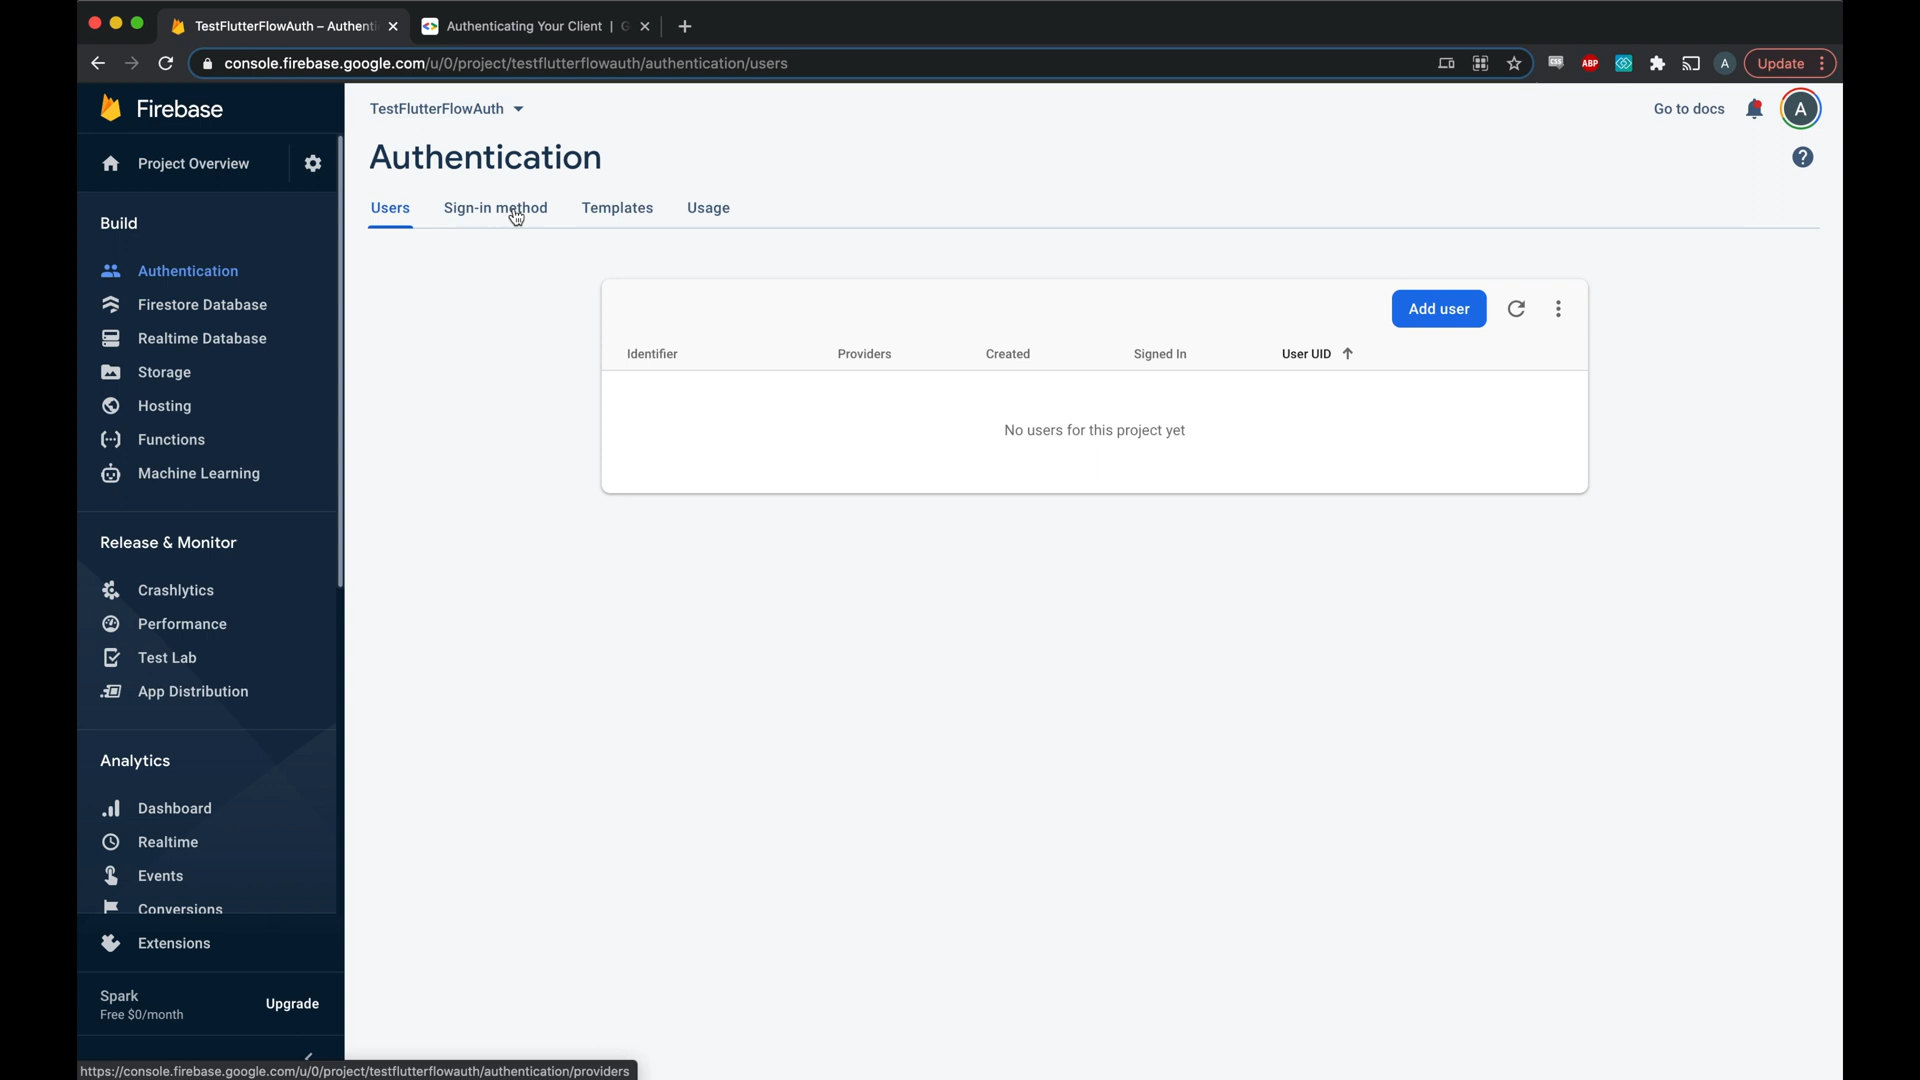 TestFlutterFlowAuth – Authenti
Authenticating Your Client | G
console.firebase.google.com/u/0/project/testflutterflowauth/authentication/users
CSS
ABP
A
Update
Firebase
TestFlutterFlowAuth
Go to docs
A
Project Overview
Authentication
?
Users
Sign-in method
Templates
Usage
Build
Authentication
Firestore Database
Realtime Database
Storage
Hosting
Functions
Machine Learning
Add user
Identifier
Providers
Created
Signed In
User UID
No users for this project yet
Release & Monitor
Crashlytics
Performance
Test Lab
App Distribution
Analytics
Dashboard
Realtime
Events
Conversions
Extensions
Spark
Free $0/month
Upgrade
https://console.firebase.google.com/u/0/project/testflutterflowauth/authentication/providers